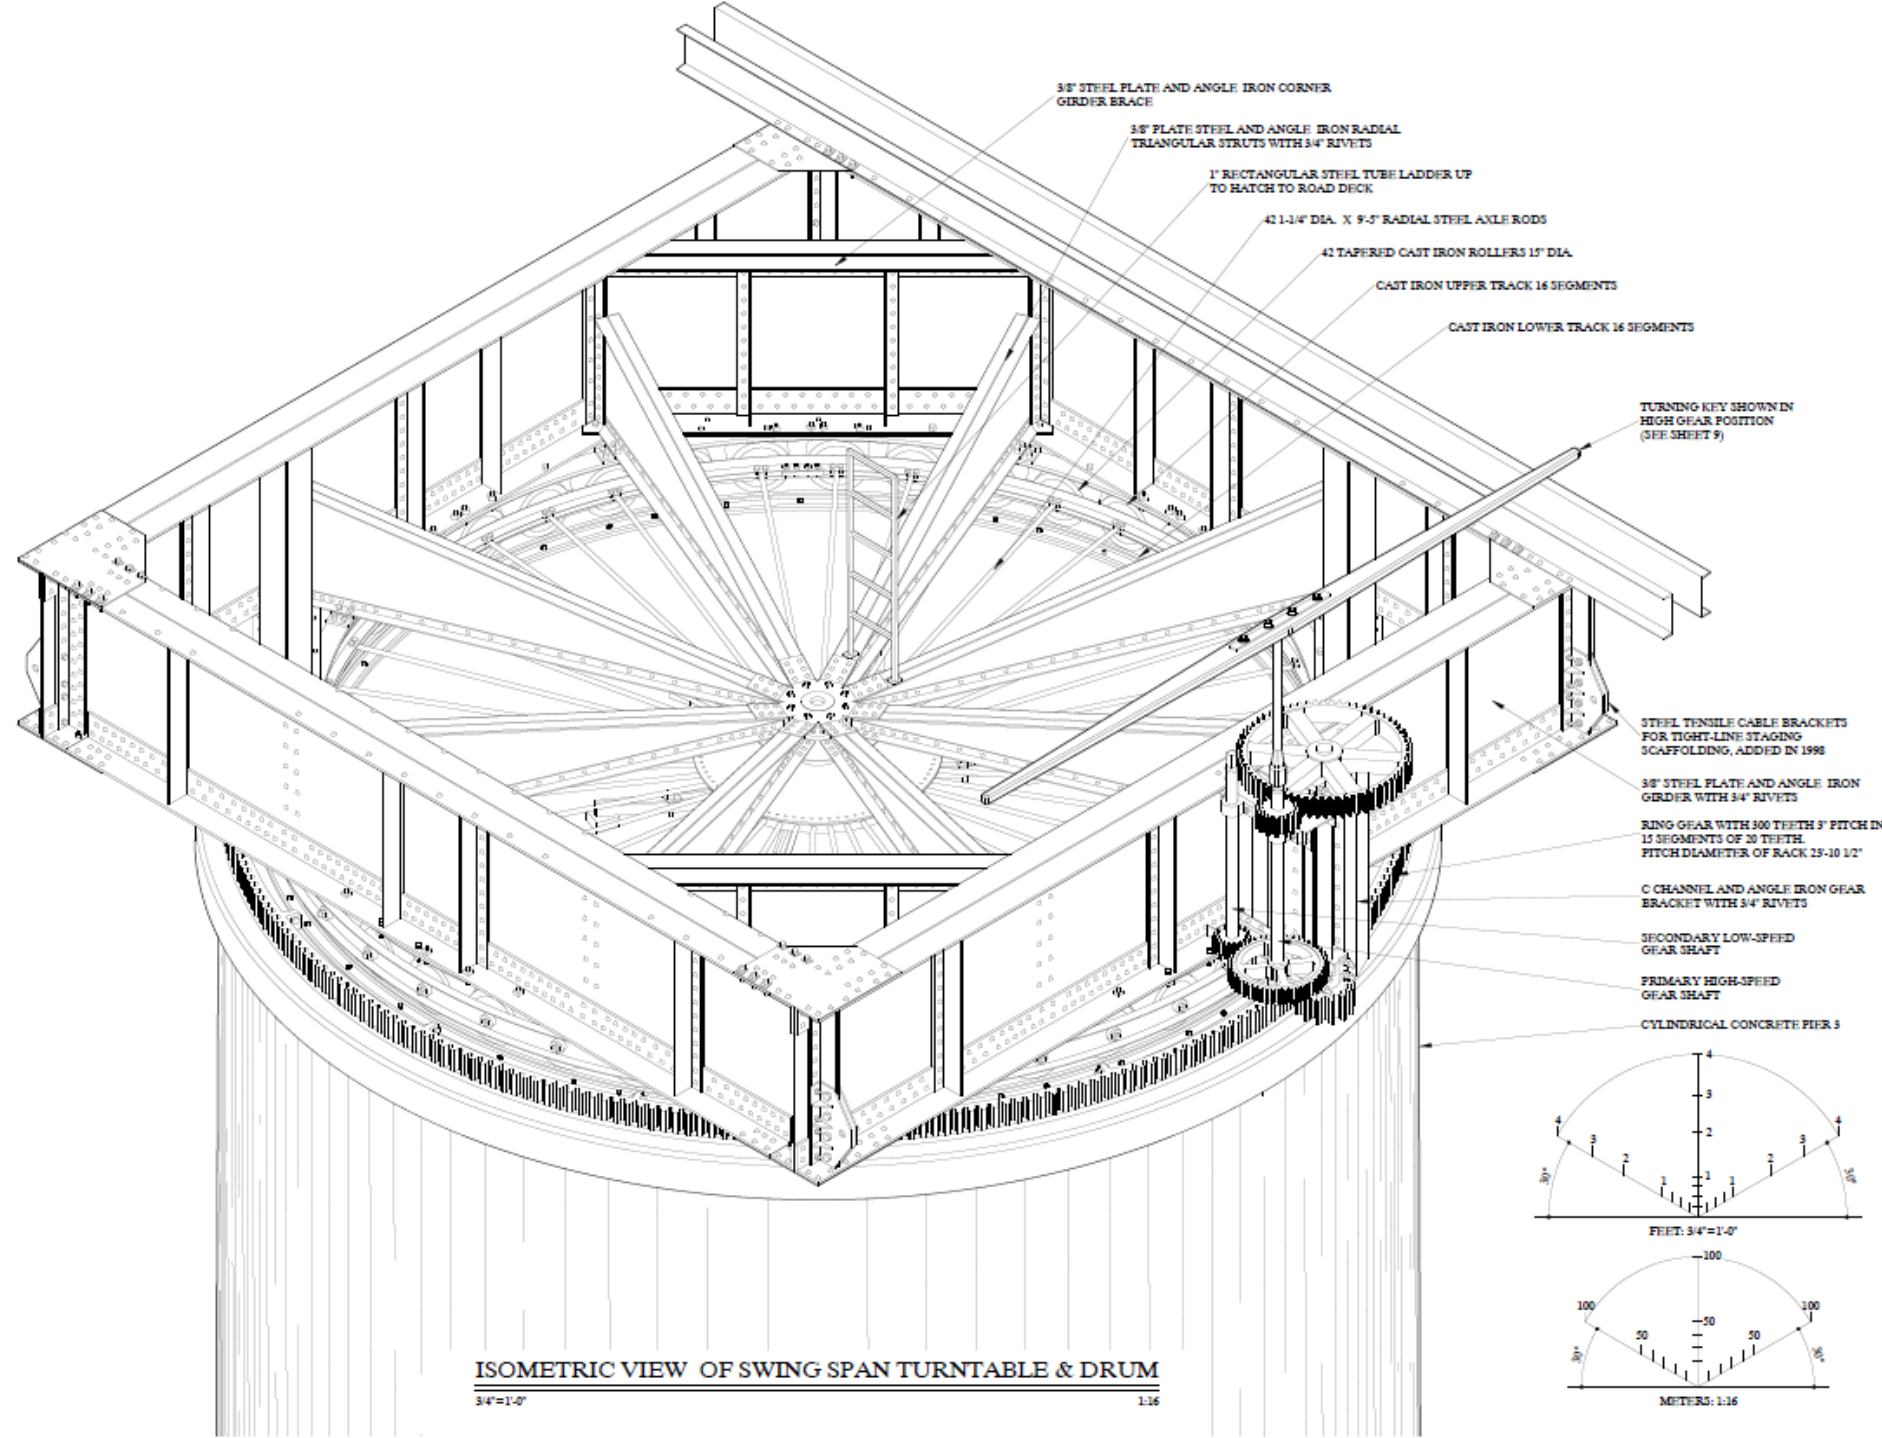 3/8" STEEL PLATE AND ANGLE IRON CORNER
GIRDER BRACE
3/8" PLATE STEEL AND ANGLE IRON RADIAL
TRIANGULAR STRUTS WITH 3/4" RIVETS
1" RECTANGULAR STEEL TUBE LADDER UP
TO HATCH TO ROAD DECK
42 1-1/4" DIA. X 9'-5" RADIAL STEEL AXLE RODS
42 TAPERED CAST IRON ROLLERS 15" DIA.
CAST IRON UPPER TRACK 16 SEGMENTS
CAST IRON LOWER TRACK 16 SEGMENTS
TURNING KEY SHOWN IN
HIGH GEAR POSITION
(SEE SHEET 9)
STEEL TENSILE CABLE BRACKETS
FOR TIGHT-LINE STAGING
SCAFFOLDING, ADDED IN 1998
3/8" STEEL PLATE AND ANGLE IRON
GIRDER WITH 3/4" RIVETS
RING GEAR WITH 300 TEETH 3" PITCH IN
15 SEGMENTS OF 20 TEETH.
PITCH DIAMETER OF RACK 23'-10 1/2"
C CHANNEL AND ANGLE IRON GEAR
BRACKET WITH 3/4" RIVETS
SECONDARY LOW-SPEED
GEAR SHAFT
PRIMARY HIGH-SPEED
GEAR SHAFT
CYLINDRICAL CONCRETE PIER 3
4
3
2
1
4 3 2 1
1 2 3 4
30° 30°
FEET: 3/4"=1'-0"
100
50
100 50
50 100
30° 30°
METERS: 1:16
ISOMETRIC VIEW OF SWING SPAN TURNTABLE & DRUM
3/4"=1'-0" 1:16